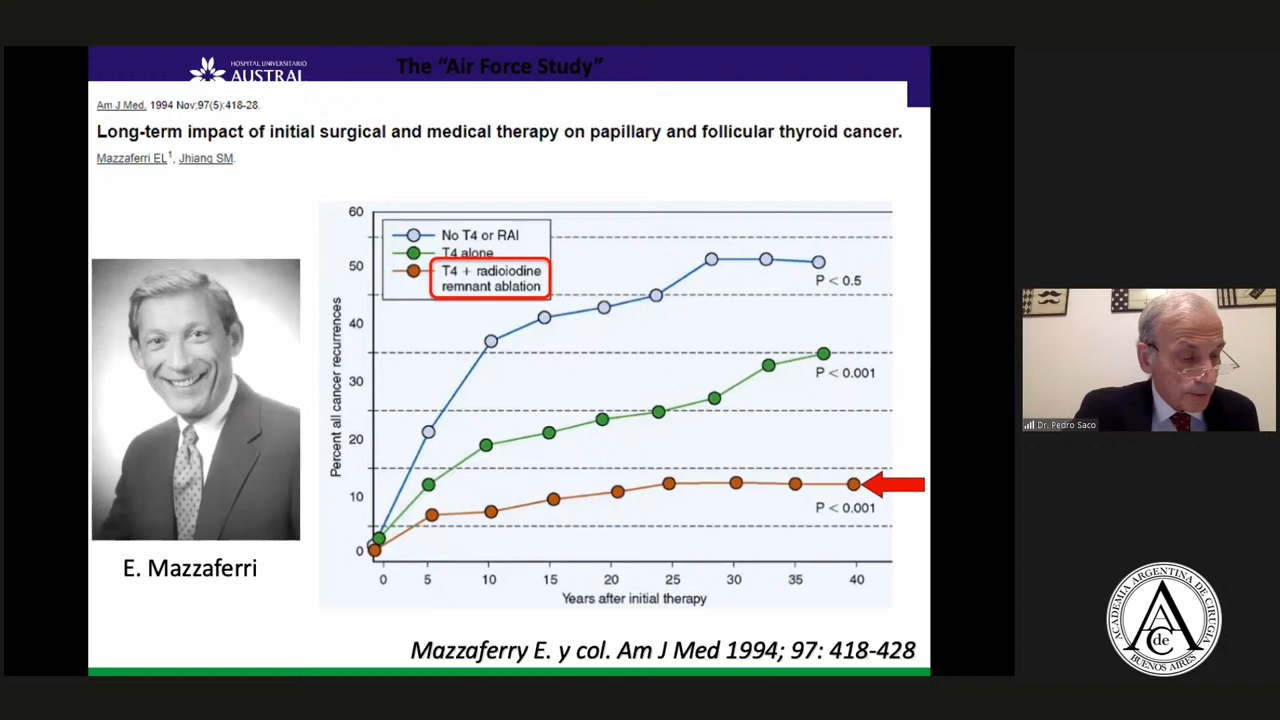 HOSPITAL UNIVERSITARIO
AUSTRAL
The “Air Force Study”
Am J Med. 1994 Nov;97(5):418-28.
Long-term impact of initial surgical and medical therapy on papillary and follicular thyroid cancer.
Mazzaferri EL1, Jhiang SM.
60
50
40
30
20
10
0
Percent all cancer recurrences
No T4 or RAI
T4 alone
T4 + radioiodine
remnant ablation
P < 0.5
P < 0.001
P < 0.001
0 5 10 15 20 25 30 35 40
Years after initial therapy
E. Mazzaferri
Mazzaferry E. y col. Am J Med 1994; 97: 418-428
Dr. Pedro Saco
ACADEMIA ARGENTINA DE CIRUGÍA
A de C
BUENOS AIRES